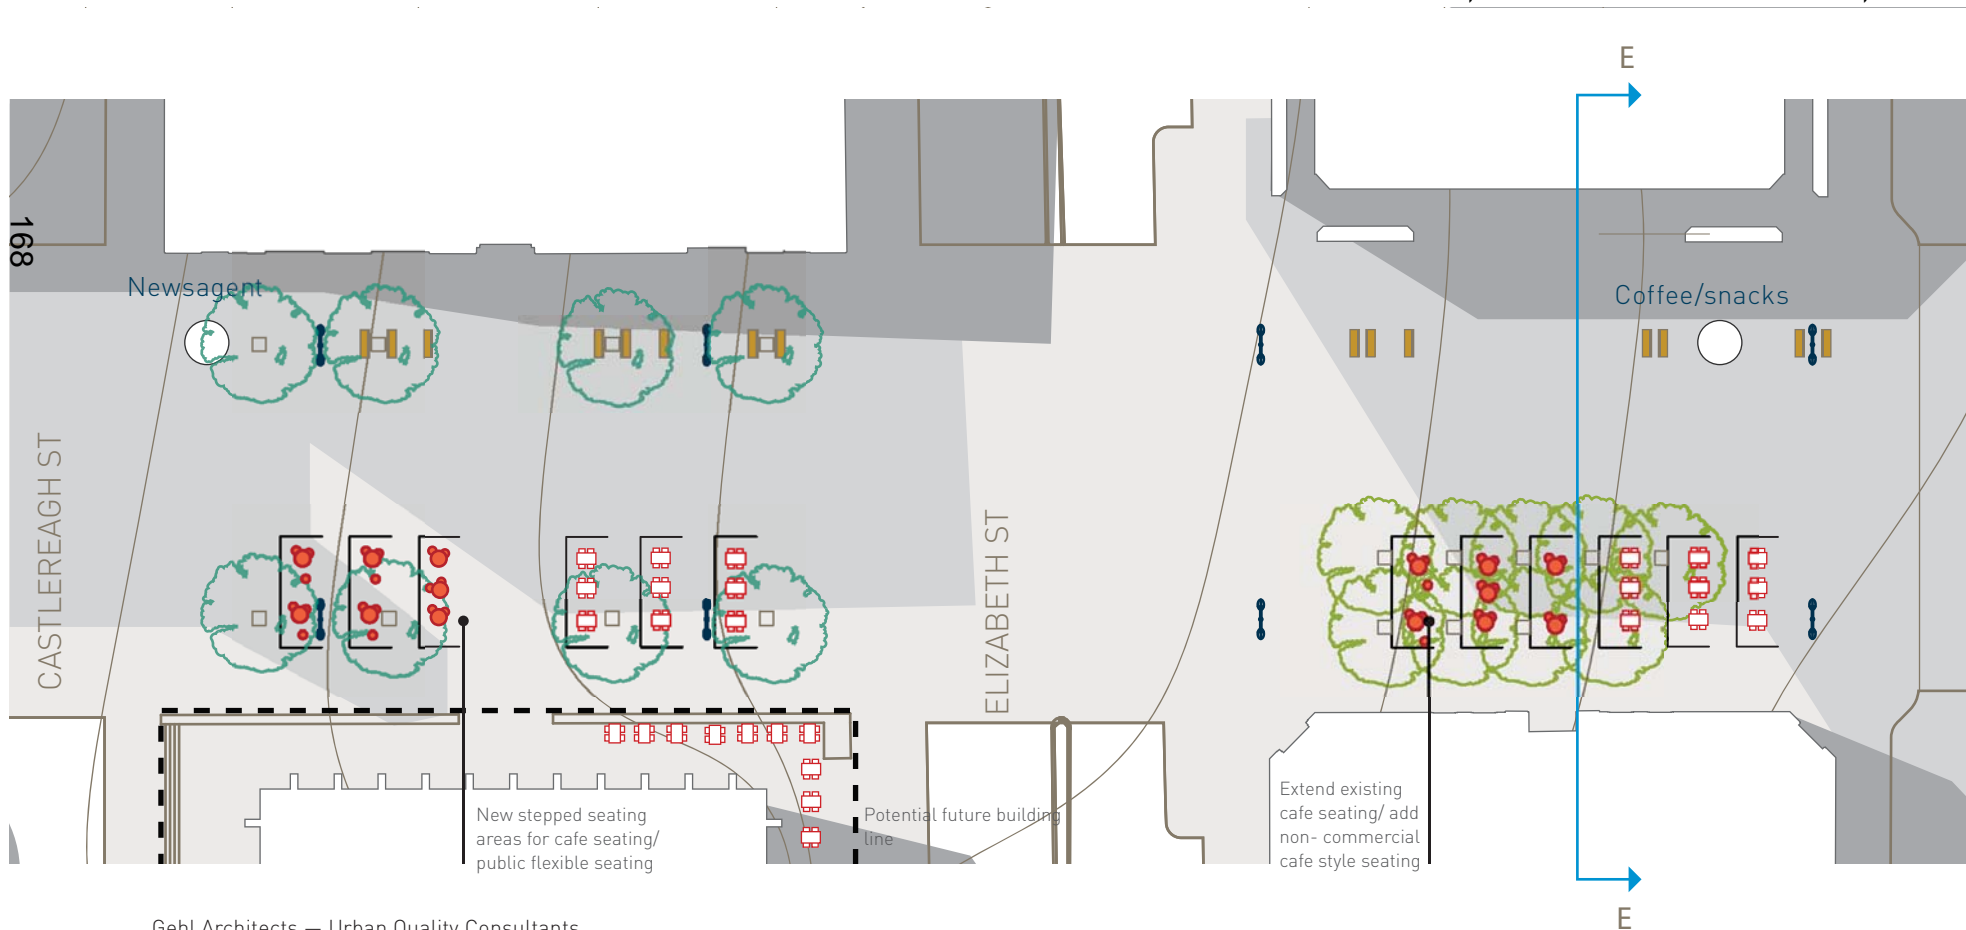 E
168
Newsagent
Coffee/snacks
CASTLEREAGH ST
ELIZABETH ST
New stepped seating
areas for cafe seating/
public flexible seating
Potential future building
line
Extend existing
cafe seating/ add
non- commercial
cafe style seating
E
Gehl Architects — Urban Quality Consultants